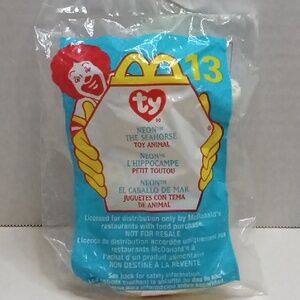 13
ty
NEON™
THE SEAHORSE
TOY ANIMAL
NEON™
L'HIPPOCAMPE
PETIT TOUTOU
NEON™
EL CABALLO DE MAR
JUGUETES CON TEMA
DE ANIMAL
Licensed for distribution only by McDonald's
restaurants with food purchase.
NOT FOR RESALE
Licence de distribution accordée uniquement aux
restaurants McDonald's à
l'achat d'un produit alimentaire
NON DESTINÉ À LA REVENTE.
See back for safety information.